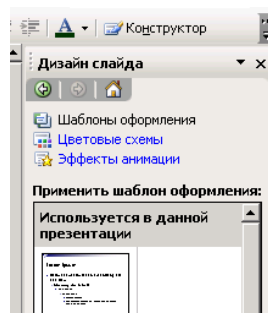 A Конструктор
Дизайн слайда
Шаблоны оформления
Цветовые схемы
Эффекты анимации
Применить шаблон оформления:
Используется в данной
презентации